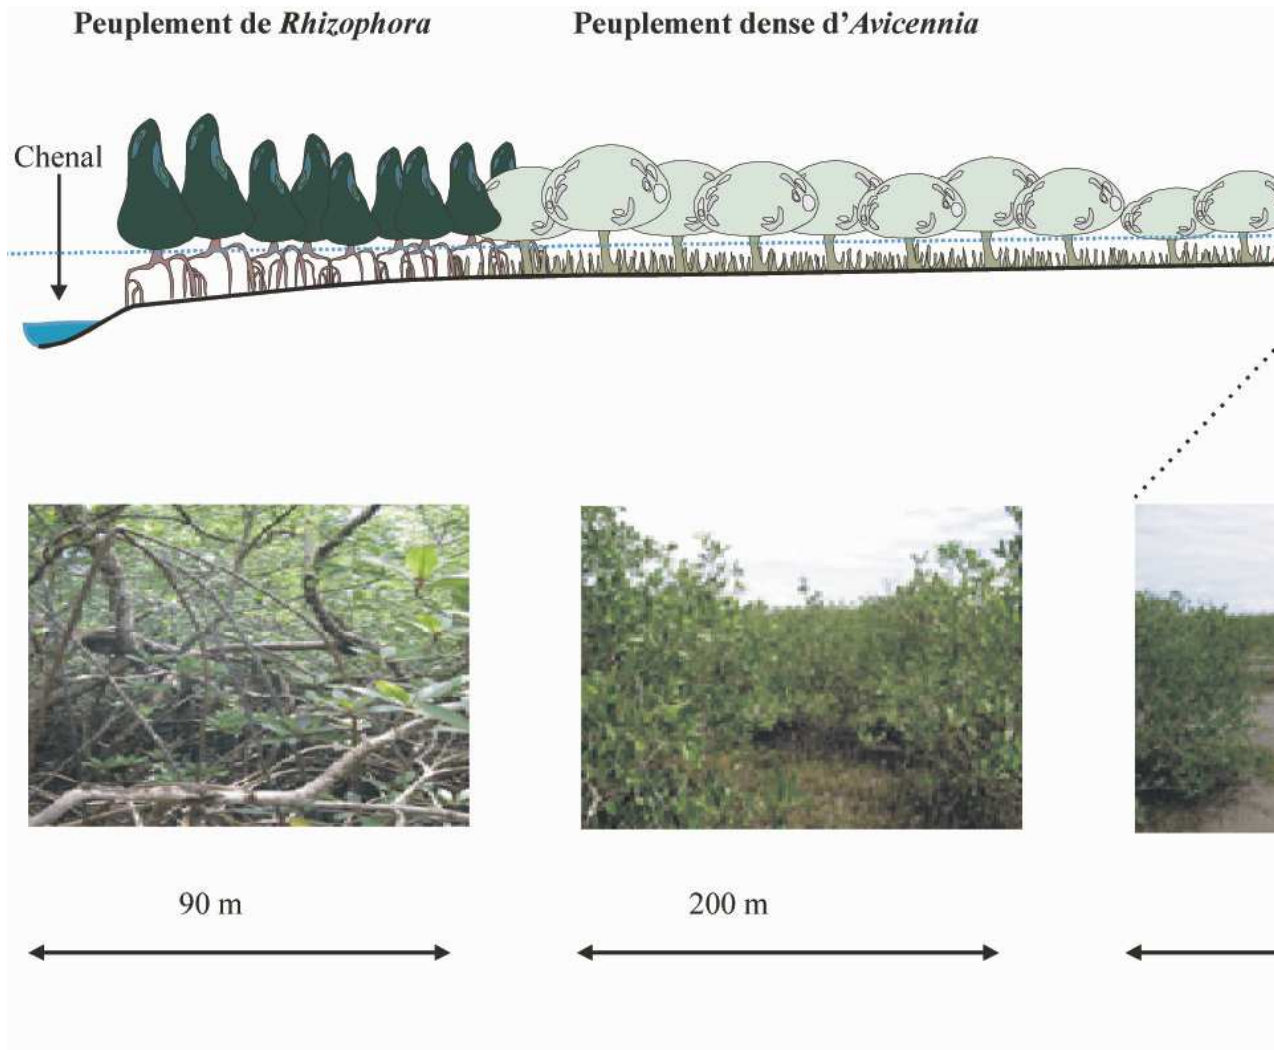 Peuplement de Rhizophora
Peuplement dense d’Avicennia
Chenal
90 m
200 m